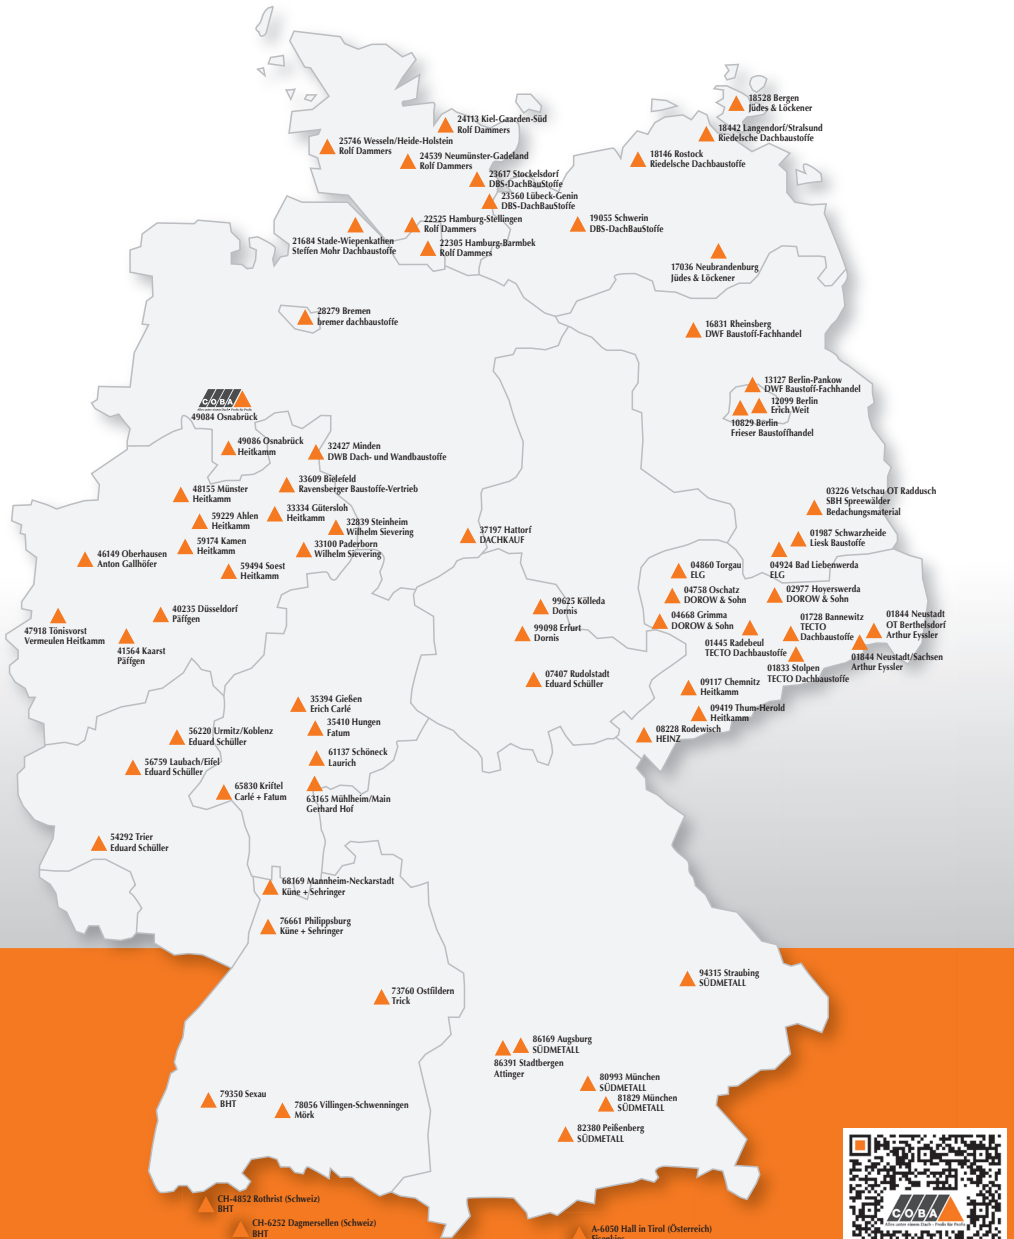 18528 Bergen
Jüdes & Löckener
24113 Kiel-Gaarden-Süd
Rolf Dammers
18442 Langendorf/Stralsund
Riedelsche Dachbaustoffe
25746 Wesseln/Heide-Holstein
Rolf Dammers
24539 Neumünster-Gadeland
Rolf Dammers
18146 Rostock
Riedelsche Dachbaustoffe
23617 Stockelsdorf
DBS-DachBauStoffe
23560 Lübeck-Genin
DBS-DachBauStoffe
22525 Hamburg-Stellingen
Rolf Dammers
19055 Schwerin
DBS-DachBauStoffe
21684 Stade-Wiepenkathen
Steffen Mohr Dachbaustoffe
22305 Hamburg-Barmbek
Rolf Dammers
17036 Neubrandenburg
Jüdes & Löckener
28279 Bremen
bremer dachbaustoffe
16831 Rheinsberg
DWF Baustoff-Fachhandel
13127 Berlin-Pankow
DWF Baustoff-Fachhandel
12099 Berlin
Erich Weit
10829 Berlin
Frieser Baustoffhandel
COBA
49084 Osnabrück
49086 Osnabrück
Heitkamm
32427 Minden
DWB Dach- und Wandbaustoffe
33609 Bielefeld
Ravensberger Baustoffe-Vertrieb
48155 Münster
Heitkamm
03226 Vetschau OT Raddusch
SBH Spreewälder
Bedachungsmaterial
59229 Ahlen
Heitkamm
33334 Gütersloh
Heitkamm
32839 Steinheim
Wilhelm Sievering
37197 Hattorf
DACHKAUF
01987 Schwarzheide
Liesk Baustoffe
59174 Kamen
Heitkamm
33100 Paderborn
Wilhelm Sievering
46149 Oberhausen
Anton Gallhöfer
59494 Soest
Heitkamm
04860 Torgau
ELG
04924 Bad Liebenwerda
ELG
04758 Oschatz
DOROW & Sohn
02977 Hoyerswerda
DOROW & Sohn
99625 Kölleda
Dornis
40235 Düsseldorf
Päffgen
47918 Tönisvorst
Vermeulen Heitkamm
41564 Kaarst
Päffgen
99098 Erfurt
Dornis
04668 Grimma
DOROW & Sohn
01728 Bannewitz
TECTO
Dachbaustoffe
01844 Neustadt
OT Berthelsdorf
Arthur Eyssler
01445 Radebeul
TECTO Dachbaustoffe
01844 Neustadt/Sachsen
Arthur Eyssler
01833 Stolpen
TECTO Dachbaustoffe
07407 Rudolstadt
Eduard Schüller
09117 Chemnitz
Heitkamm
09419 Thum-Herold
Heitkamm
08228 Rodewisch
HEINZ
35394 Gießen
Erich Carlé
35410 Hungen
Fatum
56220 Urmitz/Koblenz
Eduard Schüller
61137 Schöneck
Laurich
56759 Laubach/Eifel
Eduard Schüller
65830 Kriftel
Carlé + Fatum
63165 Mühlheim/Main
Gerhard Hof
54292 Trier
Eduard Schüller
68169 Mannheim-Neckarstadt
Küne + Sehringer
76661 Philippsburg
Küne + Sehringer
94315 Straubing
SÜDMETALL
73760 Ostfildern
Trick
86169 Augsburg
SÜDMETALL
86391 Stadtbergen
Attinger
80993 München
SÜDMETALL
81829 München
SÜDMETALL
79350 Sexau
BHT
78056 Villingen-Schwenningen
Mörk
82380 Peißenberg
SÜDMETALL
CH-4852 Rothrist (Schweiz)
BHT
CH-6252 Dagmersellen (Schweiz)
BHT
A-6050 Hall in Tirol (Österreich)
COBA
Alles unter einem Dach – Profis für Profis